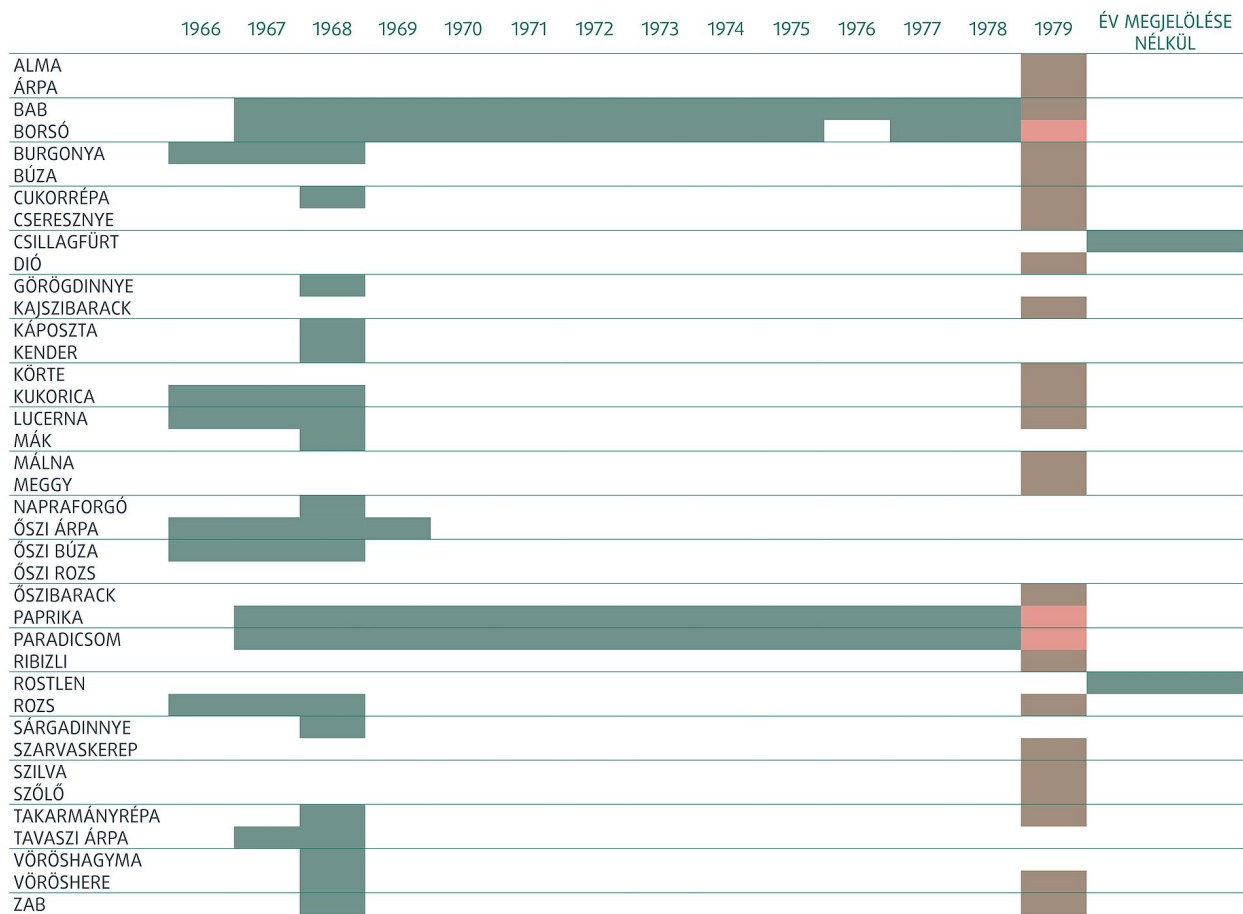 1966 1967 1968 1969 1970 1971 1972 1973 1974 1975 1976 1977 1978 1979 ÉV MEGJELÖLÉSE
NÉLKÜL
ALMA
ÁRPA
BAB
BORSÓ
BURGONYA
BÚZA
CUKORRÉPA
CSERESZNYE
CSILLAGFÜRT
DIÓ
GÖRÖGDINNYE
KAJSZIBARACK
KÁPOSZTA
KENDER
KÖRTE
KUKORICA
LUCERNA
MÁK
MÁLNA
MEGGY
NAPRAFORGÓ
ŐSZI ÁRPA
ŐSZI BÚZA
ŐSZI ROZS
ŐSZIBARACK
PAPRIKA
PARADICSOM
RIBIZLI
ROSTLEN
ROZS
SÁRGADINNYE
SZARVASKEREP
SZILVA
SZŐLŐ
TAKARMÁNYRÉPA
TAVASZI ÁRPA
VÖRÖSHAGYMA
VÖRÖSHERE
ZAB